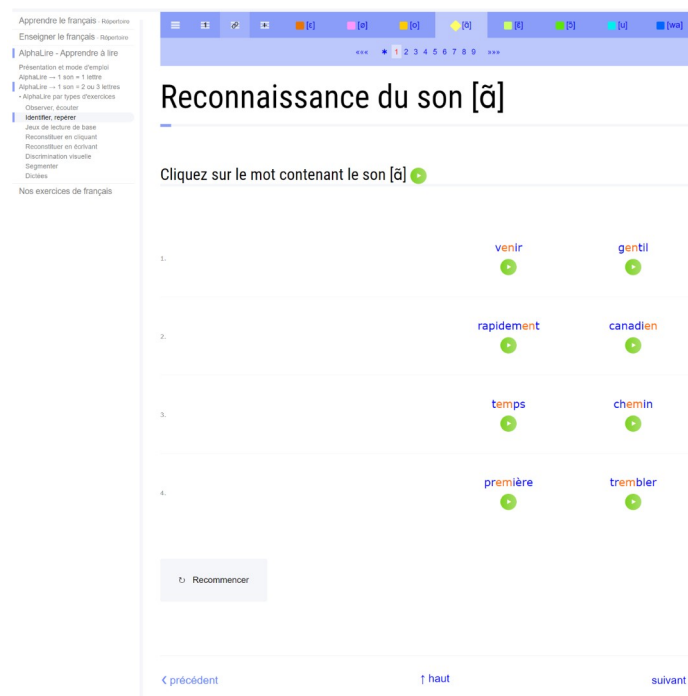 Apprendre le français - Répertoire
Enseigner le français - Répertoire
AlphaLire - Apprendre à lire
Présentation et mode d'emploi
AlphaLire → 1 son = 1 lettre
AlphaLire → 1 son = 2 ou 3 lettres
• AlphaLire par types d'exercices
Observer, écouter
Identifier, repérer
Jeux de lecture de base
Reconstituer en cliquant
Reconstituer en écrivant
Discrimination visuelle
Segmenter
Dictées
Nos exercices de français
[ɛ] [ø] [o] [ɑ̃] [ɛ̃] [ɔ̃] [u] [wa]
««« * 1 2 3 4 5 6 7 8 9 »»»
Reconnaissance du son [ɑ̃]
Cliquez sur le mot contenant le son [ɑ̃]
1. venir gentil
2. rapidement canadien
3. temps chemin
4. première trembler
↻ Recommencer
précédent ↑ haut suivant